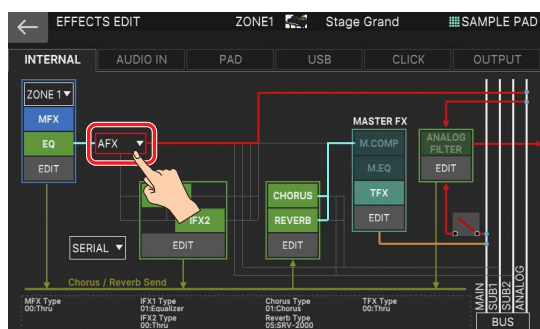 EFFECTS EDIT ZONE1 Stage Grand SAMPLE PAD
INTERNAL AUDIO IN PAD USB CLICK OUTPUT
ZONE 1
MFX
EQ
EDIT
AFX
IFX2
EDIT
SERIAL
CHORUS
REVERB
EDIT
MASTER FX
M.COMP
M.EQ
TFX
EDIT
ANALOG
FILTER
EDIT
Chorus / Reverb Send
MFX Type
00:Thru
IFX1 Type
01:Equalizer
IFX2 Type
00:Thru
Chorus Type
01:Chorus
Reverb Type
05:SRV-2000
TFX Type
00:Thru
MAIN
SUB1
SUB2
ANALOG
BUS